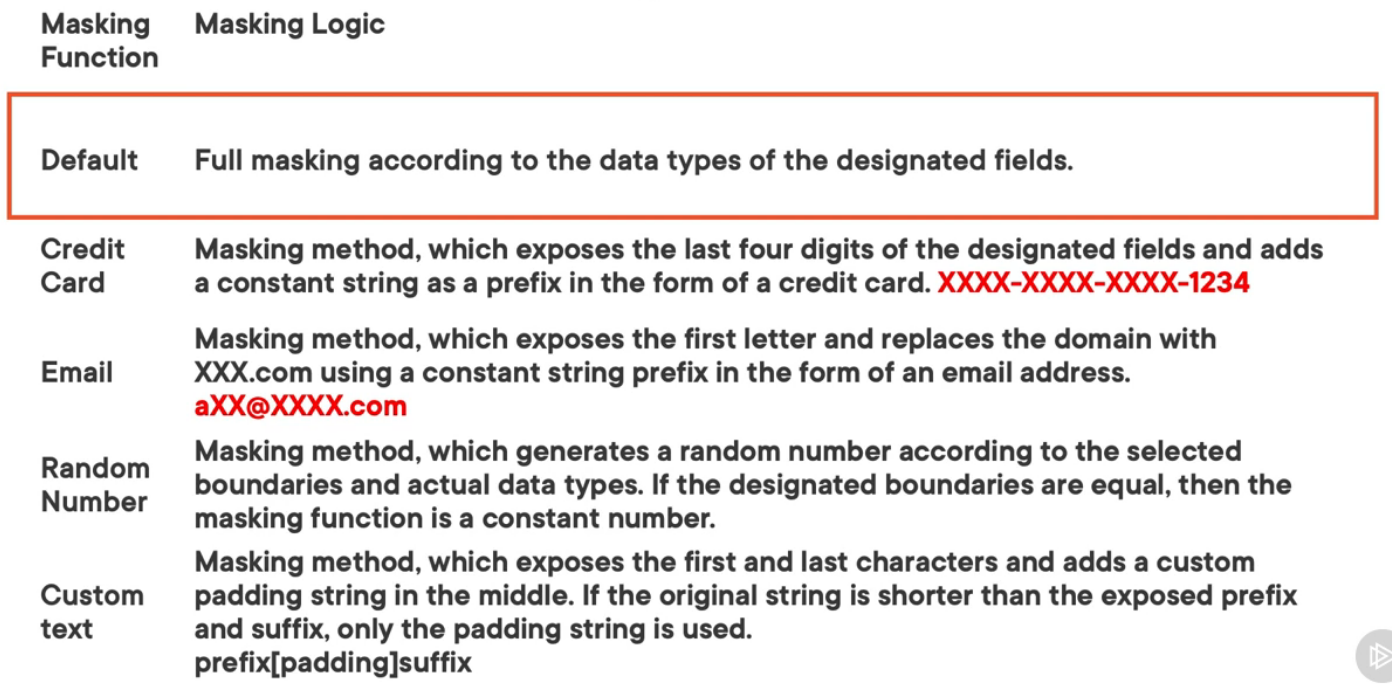 Masking Function
Masking Logic
Default
Full masking according to the data types of the designated fields.
Credit Card
Masking method, which exposes the last four digits of the designated fields and adds
a constant string as a prefix in the form of a credit card. XXXX-XXXX-XXXX-1234
Email
Masking method, which exposes the first letter and replaces the domain with
XXX.com using a constant string prefix in the form of an email address.
aXX@XXXX.com
Random Number
Masking method, which generates a random number according to the selected
boundaries and actual data types. If the designated boundaries are equal, then the
masking function is a constant number.
Custom text
Masking method, which exposes the first and last characters and adds a custom
padding string in the middle. If the original string is shorter than the exposed prefix
and suffix, only the padding string is used.
prefix[padding]suffix